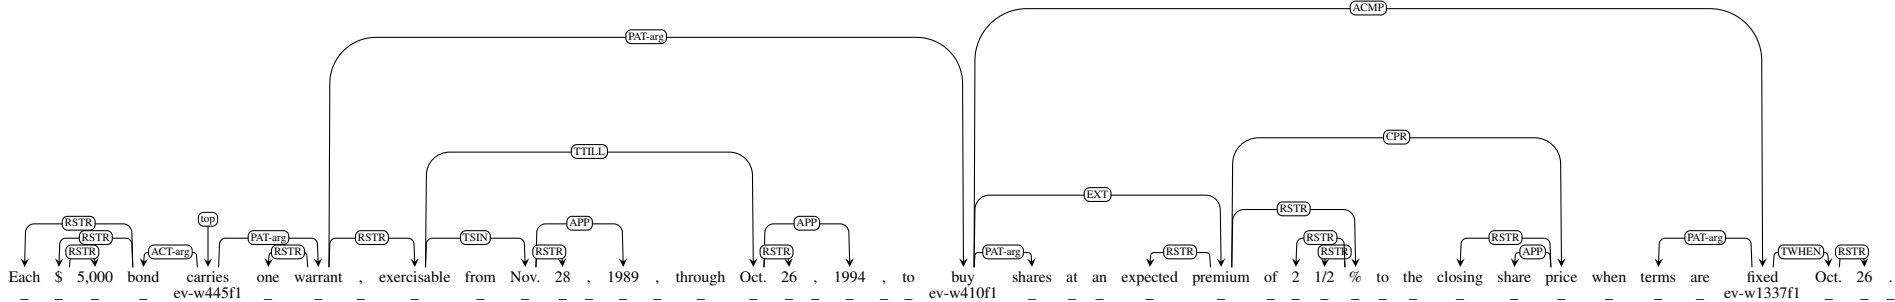 ACMP
PAT-arg
CPR
TTILL
EXT
RSTR
RSTR APP APP
top
RSTR PAT-arg RSTR TSIN RSTR RSTR PAT-arg
RSTR ACT-arg RSTR RSTR RSTR PAT-arg RSTR RSTR APP TWHEN RSTR
Each $ 5,000 bond carries one warrant , exercisable from Nov. 28 , 1989 , through Oct. 26 , 1994 , to buy shares at an expected premium of 2 1/2 % to the closing share price when terms are fixed Oct. 26 .
_ _ _ _ ev-w445f1 _ _ _ _ _ _ _ _ _ _ _ _ _ _ _ _ _ ev-w410f1 _ _ _ _ _ _ _ _ _ _ _ _ _ _ _ _ _ _ ev-w1337f1 _ _ _